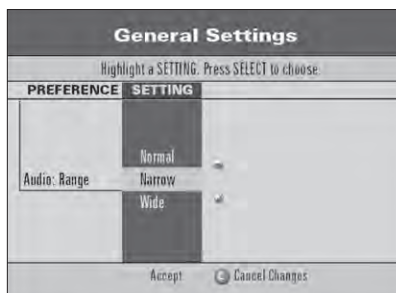 General Settings
Highlight a SETTING. Press SELECT to choose.
PREFERENCE SETTING
Normal
Audio: Range Narrow
Wide
Accept Cancel Changes